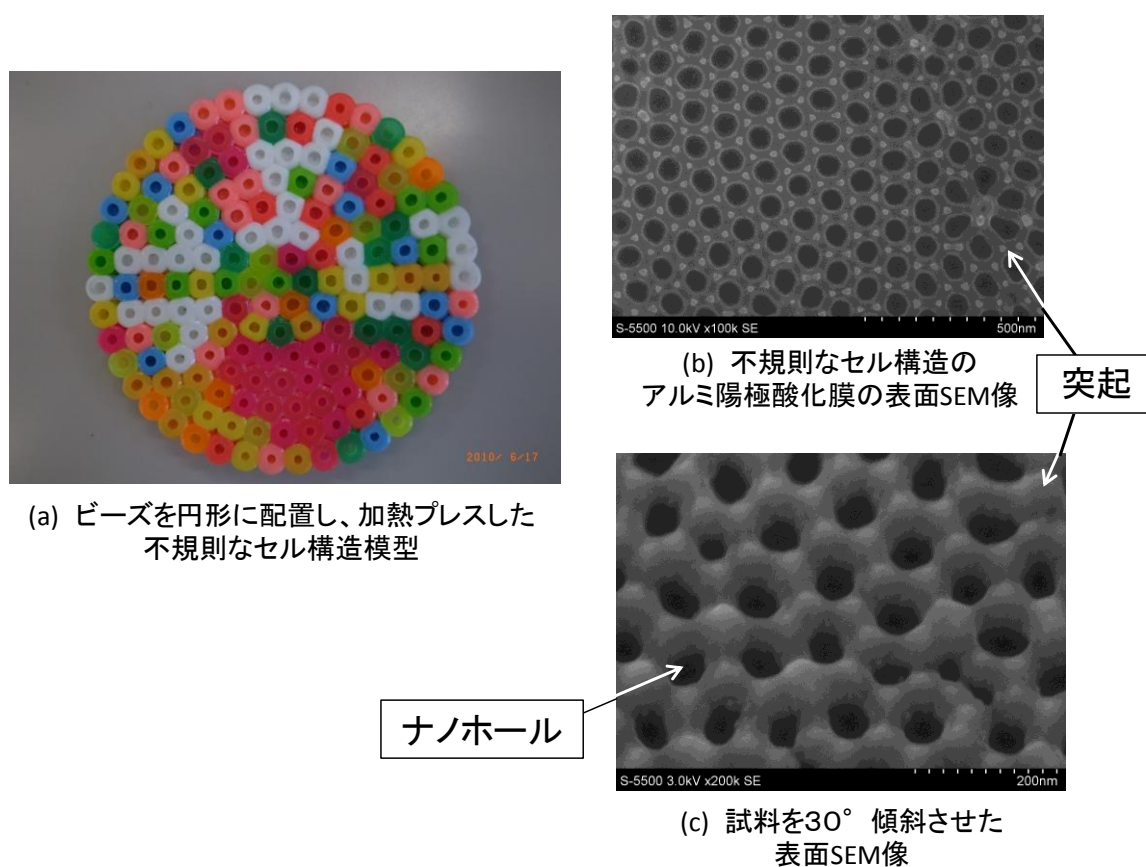 2010/ 6/17
(a) ビーズを円形に配置し、加熱プレスした
不規則なセル構造模型
S-5500 10.0kV x100k SE
500nm
(b) 不規則なセル構造の
アルミ陽極酸化膜の表面SEM像
突起
ナノホール
S-5500 3.0kV x200k SE
200nm
(c) 試料を30°傾斜させた
表面SEM像